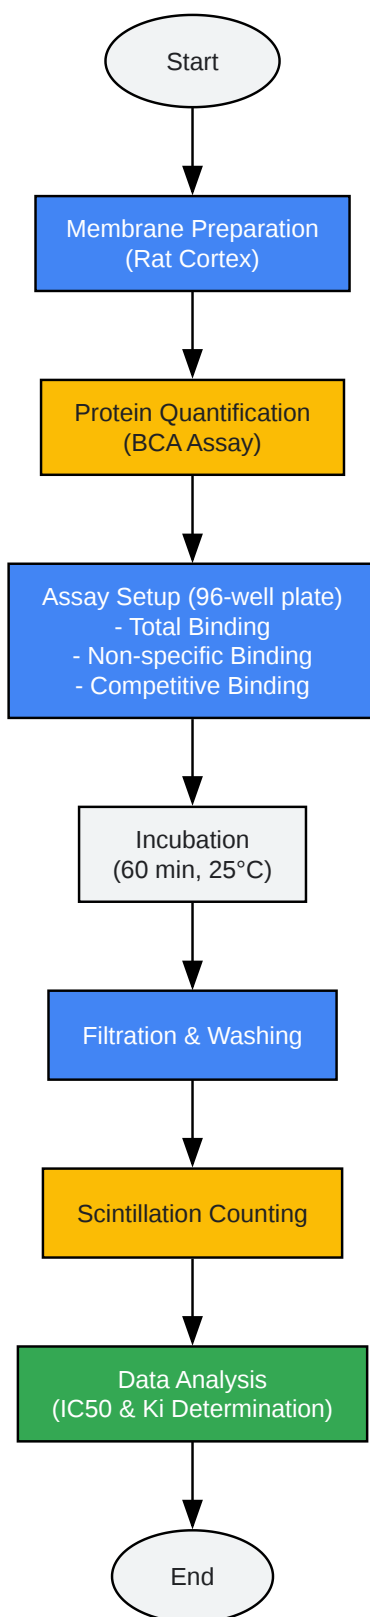 Start
Membrane Preparation
(Rat Cortex)
Protein Quantification
(BCA Assay)
Assay Setup (96-well plate)
- Total Binding
- Non-specific Binding
- Competitive Binding
Incubation
(60 min, 25°C)
Filtration & Washing
Scintillation Counting
Data Analysis
(IC50 & Ki Determination)
End